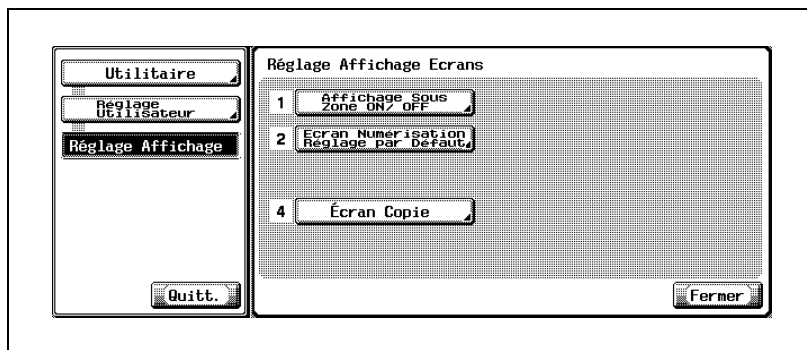 Utilitaire
Réglage
Utilisateur
Réglage Affichage
Quitt.
Réglage Affichage Ecrans
1 Affichage Sous
Zone ON/ OFF
2 Ecran Numérisation
Réglage par Défaut
4 Écran Copie
Fermer